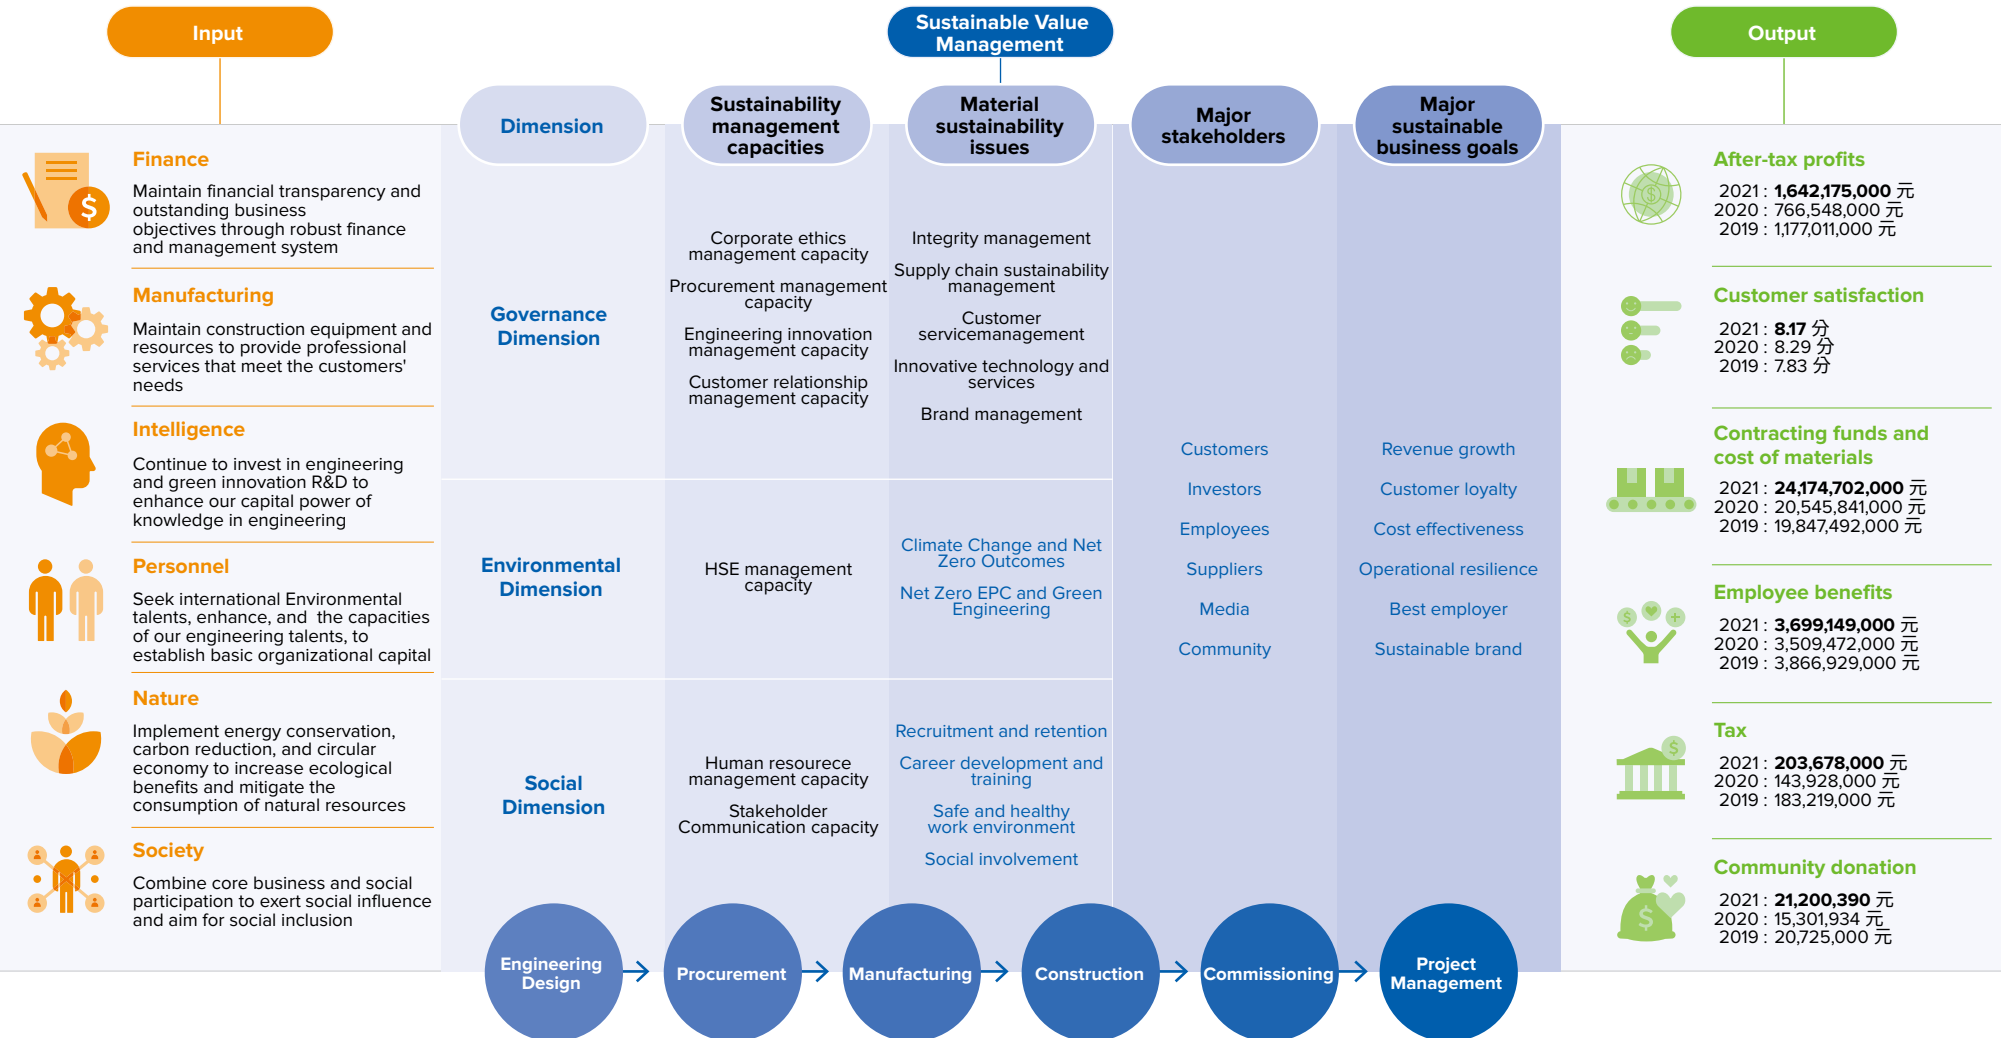 Input
Sustainable Value
Management
Output
Finance
Maintain financial transparency and
outstanding business
objectives through robust finance
and management system
Manufacturing
Maintain construction equipment and
resources to provide professional
services that meet the customers'
needs
Intelligence
Continue to invest in engineering
and green innovation R&D to
enhance our capital power of
knowledge in engineering
Personnel
Seek international Environmental
talents, enhance, and the capacities
of our engineering talents, to
establish basic organizational capital
Nature
Implement energy conservation,
carbon reduction, and circular
economy to increase ecological
benefits and mitigate the
consumption of natural resources
Society
Combine core business and social
participation to exert social influence
and aim for social inclusion
Dimension
Governance
Dimension
Environmental
Dimension
Social
Dimension
Sustainability
management
capacities
Corporate ethics
management capacity
Procurement management
capacity
Engineering innovation
management capacity
Customer relationship
management capacity
HSE management
capacity
Human resourece
management capacity
Stakeholder
Communication capacity
Material
sustainability
issues
Integrity management
Supply chain sustainability
management
Customer
servicemanagement
Innovative technology and
services
Brand management
Climate Change and Net
Zero Outcomes
Net Zero EPC and Green
Engineering
Recruitment and retention
Career development and
training
Safe and healthy
work environment
Social involvement
Major
stakeholders
Customers
Investors
Employees
Suppliers
Media
Community
Major
sustainable
business goals
Revenue growth
Customer loyalty
Cost effectiveness
Operational resilience
Best employer
Sustainable brand
Engineering
Design
Procurement
Manufacturing
Construction
Commissioning
Project
Management
After-tax profits
2021 : 1,642,175,000 元
2020 : 766,548,000 元
2019 : 1,177,011,000 元
Customer satisfaction
2021 : 8.17 分
2020 : 8.29 分
2019 : 7.83 分
Contracting funds and
cost of materials
2021 : 24,174,702,000 元
2020 : 20,545,841,000 元
2019 : 19,847,492,000 元
Employee benefits
2021 : 3,699,149,000 元
2020 : 3,509,472,000 元
2019 : 3,866,929,000 元
Tax
2021 : 203,678,000 元
2020 : 143,928,000 元
2019 : 183,219,000 元
Community donation
2021 : 21,200,390 元
2020 : 15,301,934 元
2019 : 20,725,000 元